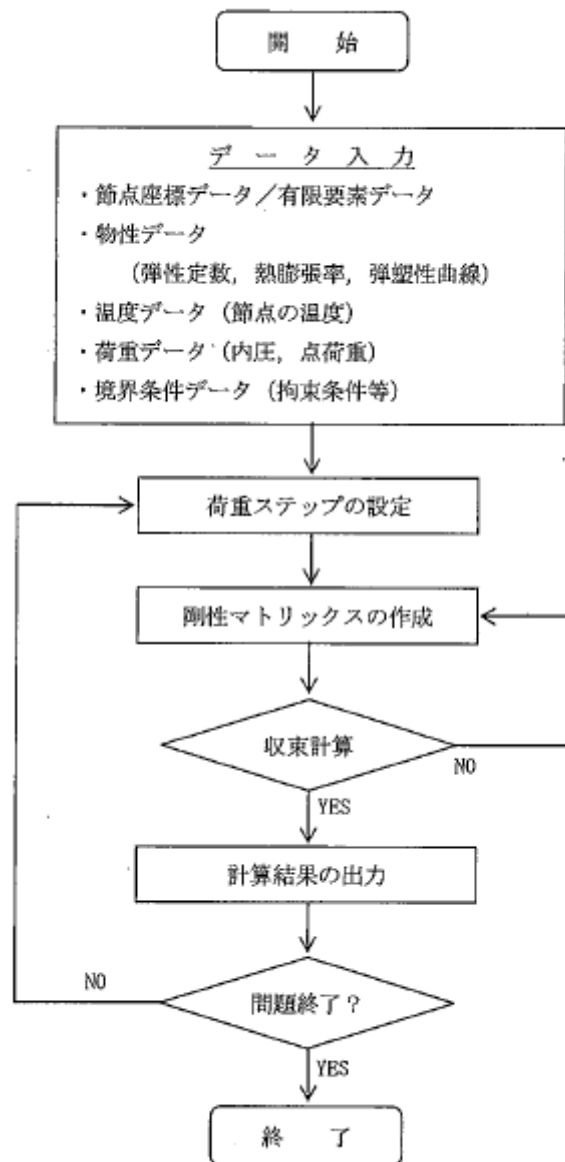 開 始
データ入力
・節点座標データ／有限要素データ
・物性データ
（弾性定数，熱膨張率，弾塑性曲線）
・温度データ（節点の温度）
・荷重データ（内圧，点荷重）
・境界条件データ（拘束条件等）
荷重ステップの設定
剛性マトリックスの作成
収束計算
NO
YES
計算結果の出力
NO
問題終了？
YES
終 了